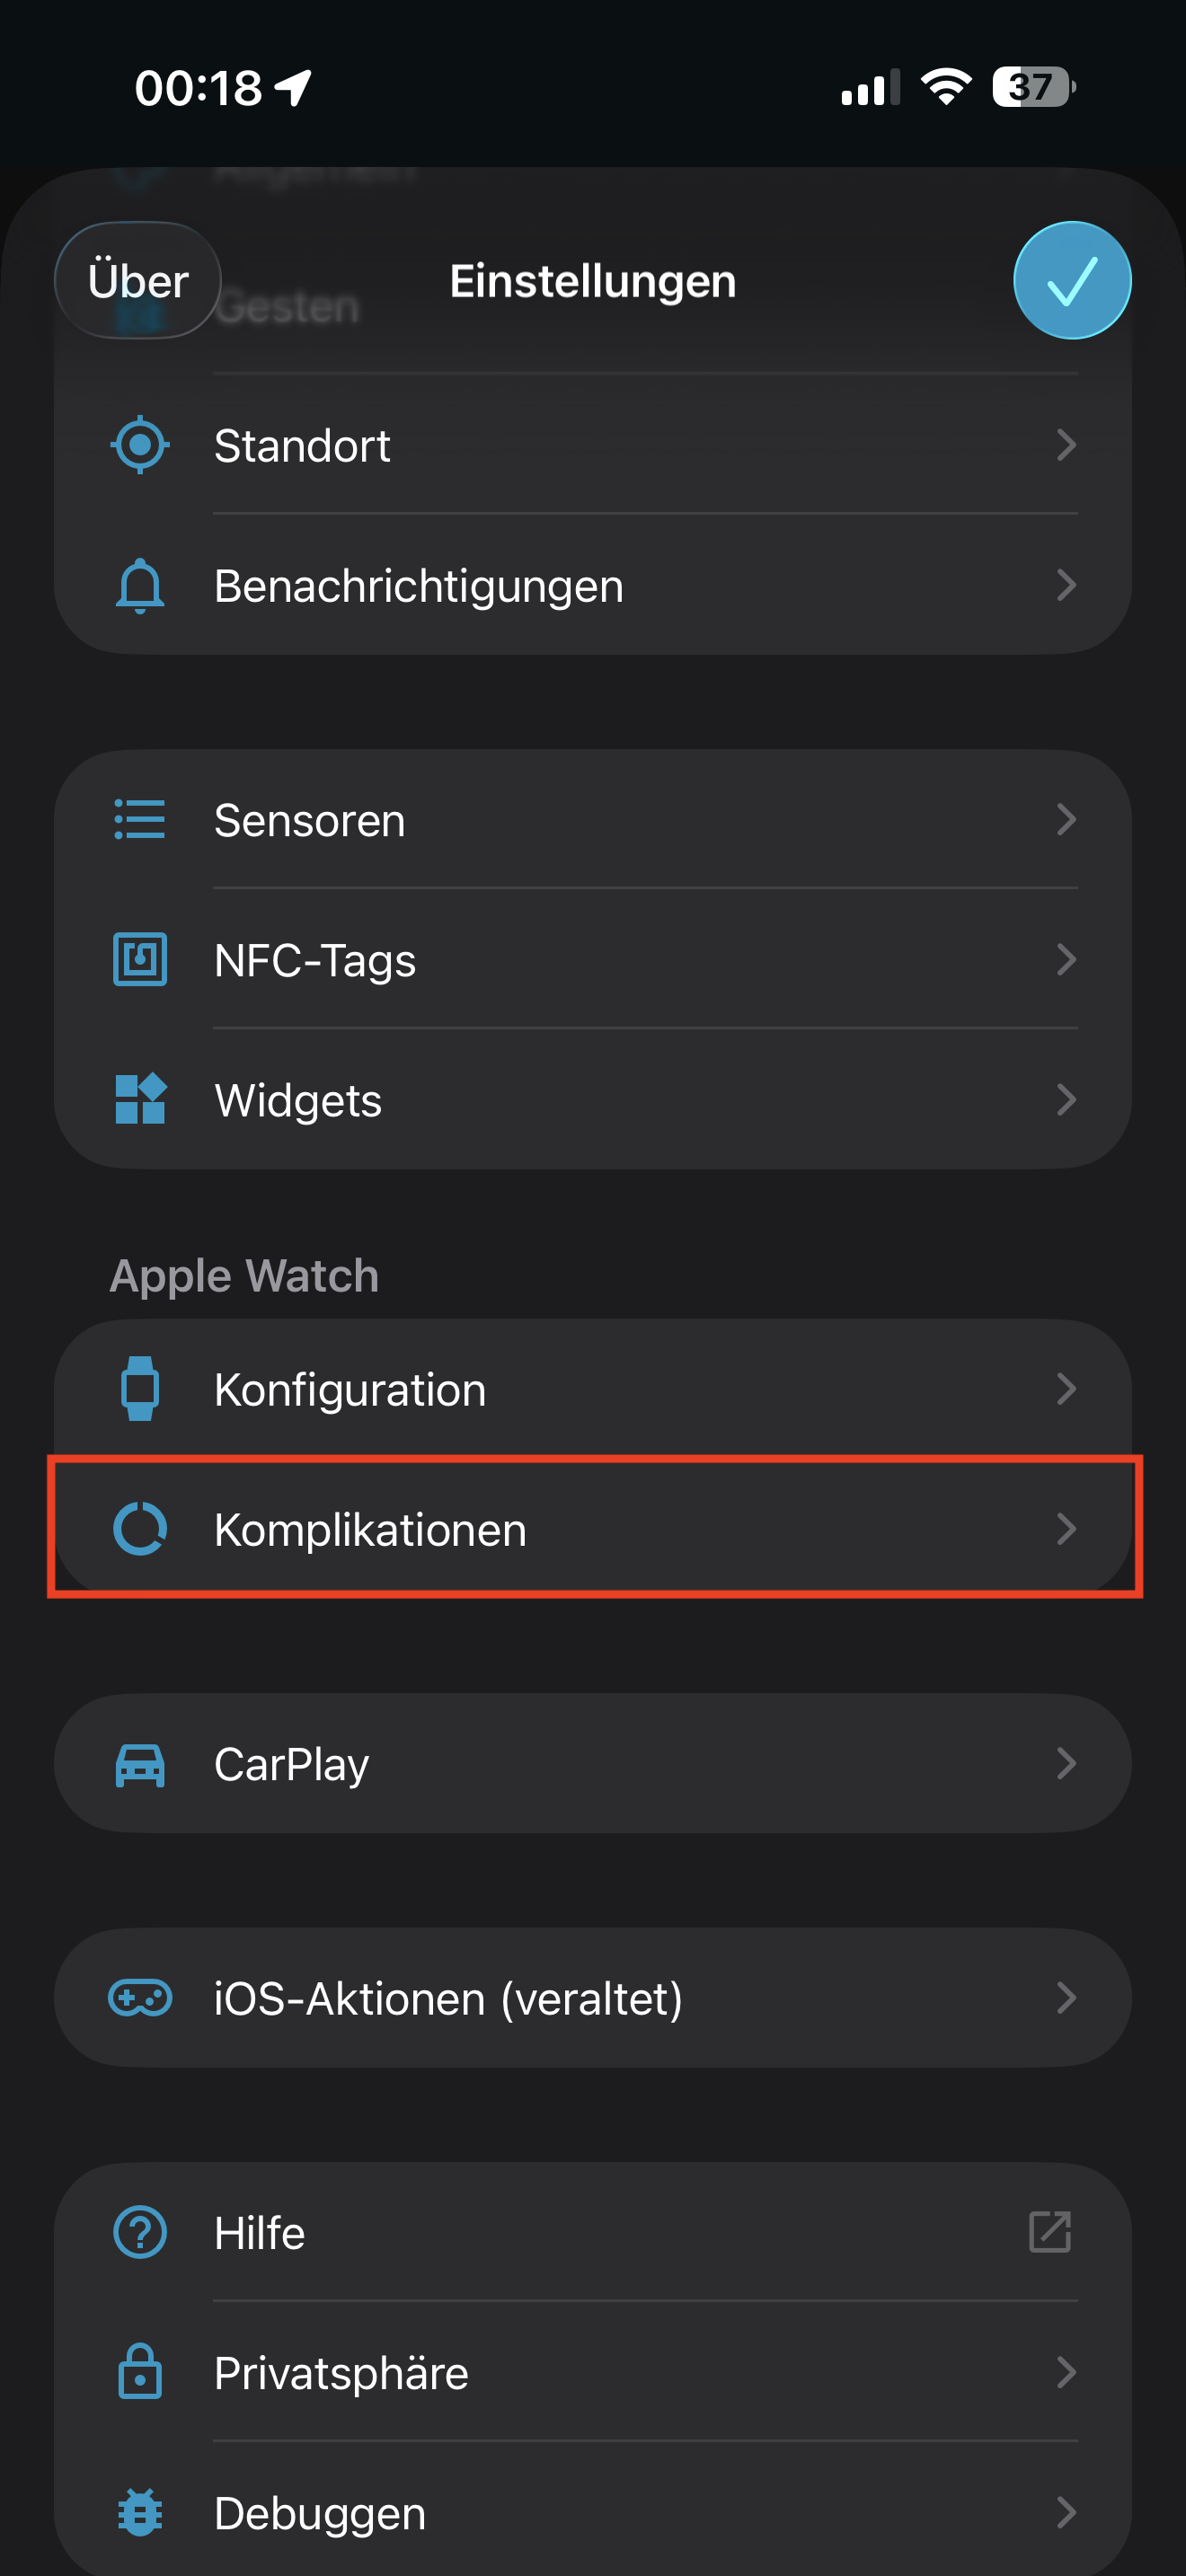 00:18
37
Allgemein
Über
Einstellungen
Gesten
Standort
Benachrichtigungen
Sensoren
NFC-Tags
Widgets
Apple Watch
Konfiguration
Komplikationen
CarPlay
iOS-Aktionen (veraltet)
Hilfe
Privatsphäre
Debuggen